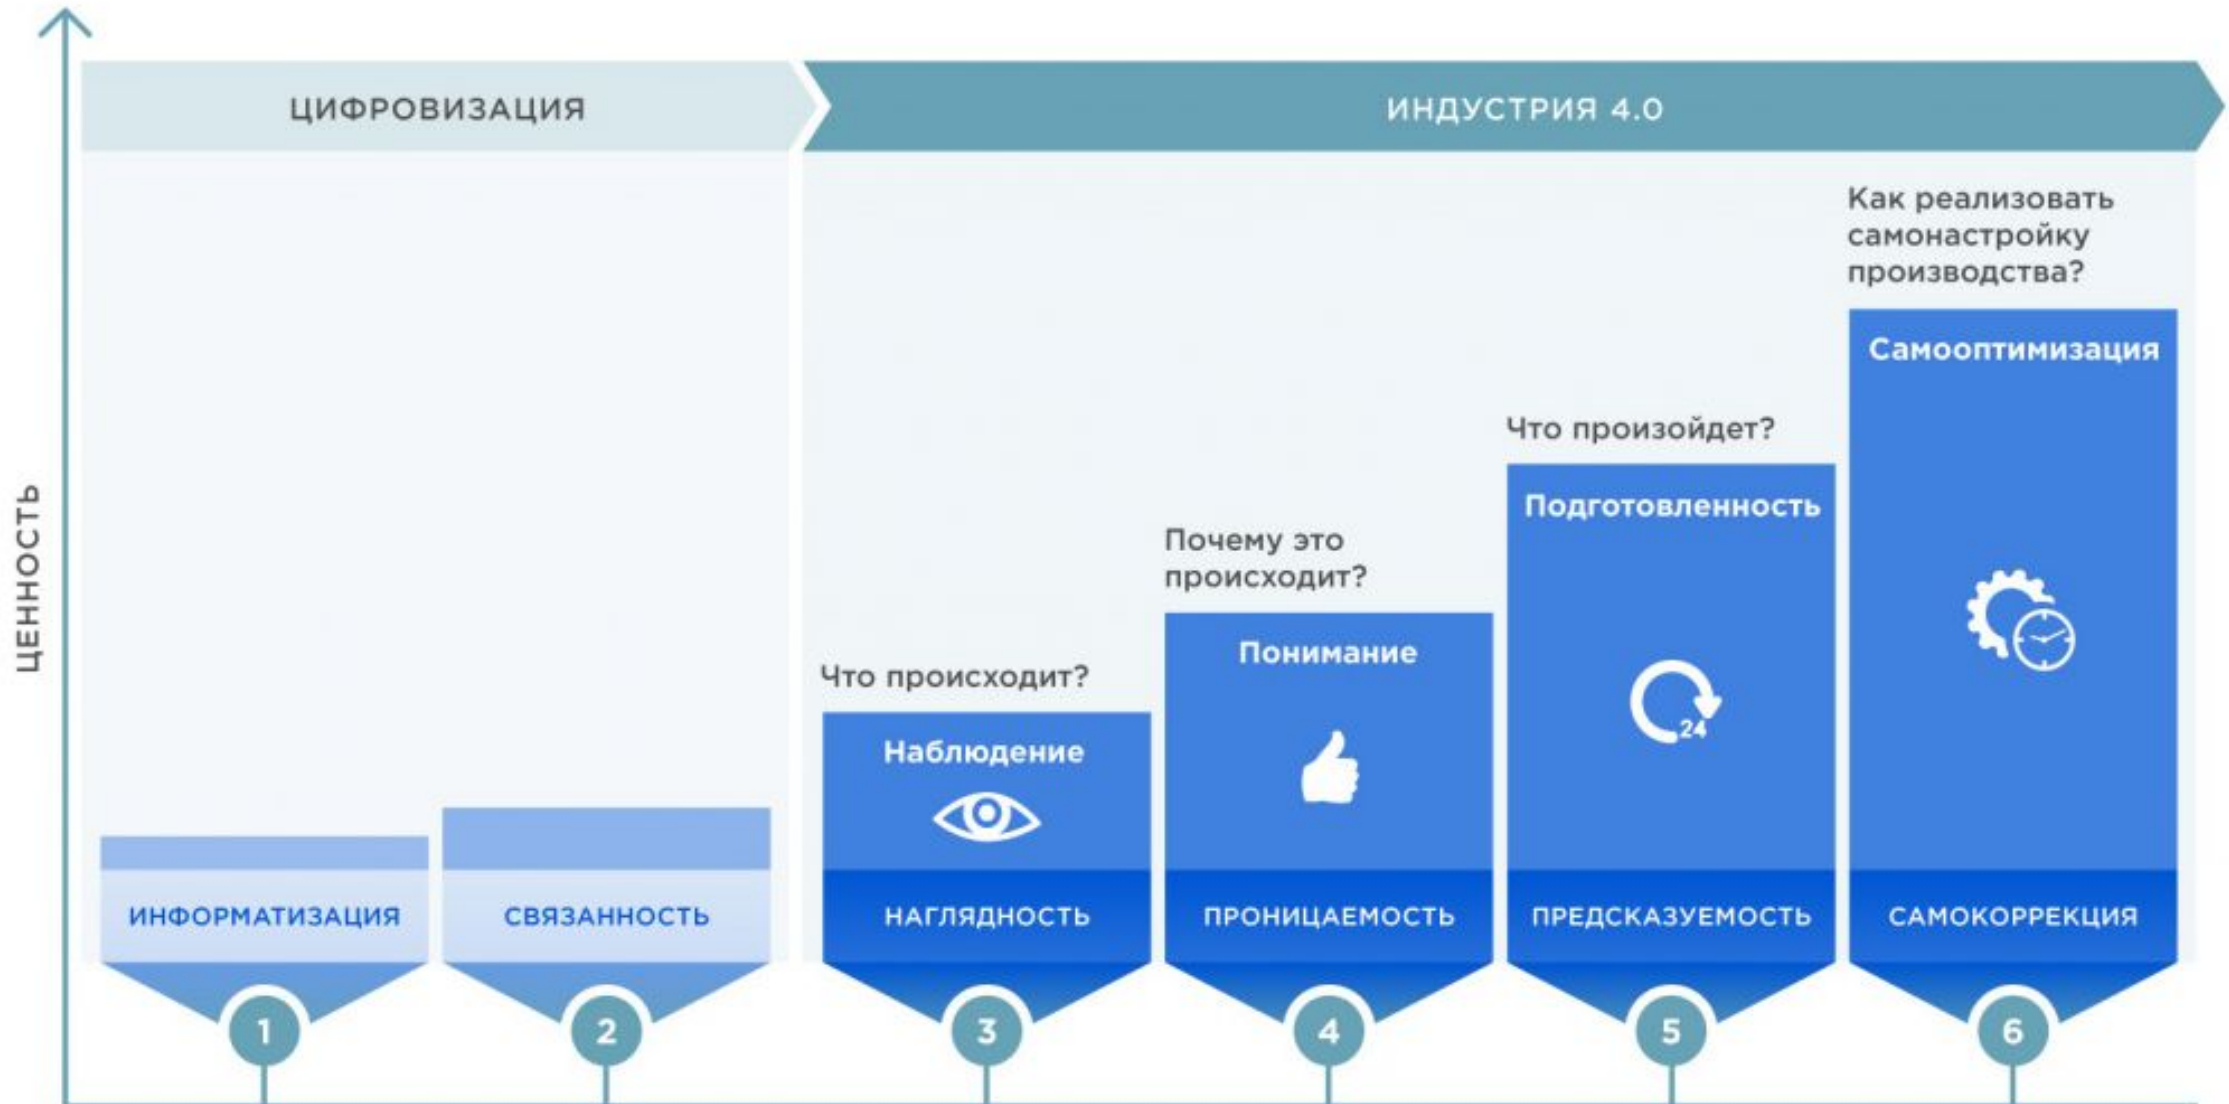 ЦИФРОВИЗАЦИЯ
ИНДУСТРИЯ 4.0
ЦЕННОСТЬ
ИНФОРМАТИЗАЦИЯ
1
СВЯЗАННОСТЬ
2
Что происходит?
Наблюдение
НАГЛЯДНОСТЬ
3
Почему это
происходит?
Понимание
ПРОНИЦАЕМОСТЬ
4
Что произойдет?
Подготовленность
24
ПРЕДСКАЗУЕМОСТЬ
5
Как реализовать
самонастройку
производства?
Самооптимизация
САМОКОРРЕКЦИЯ
6